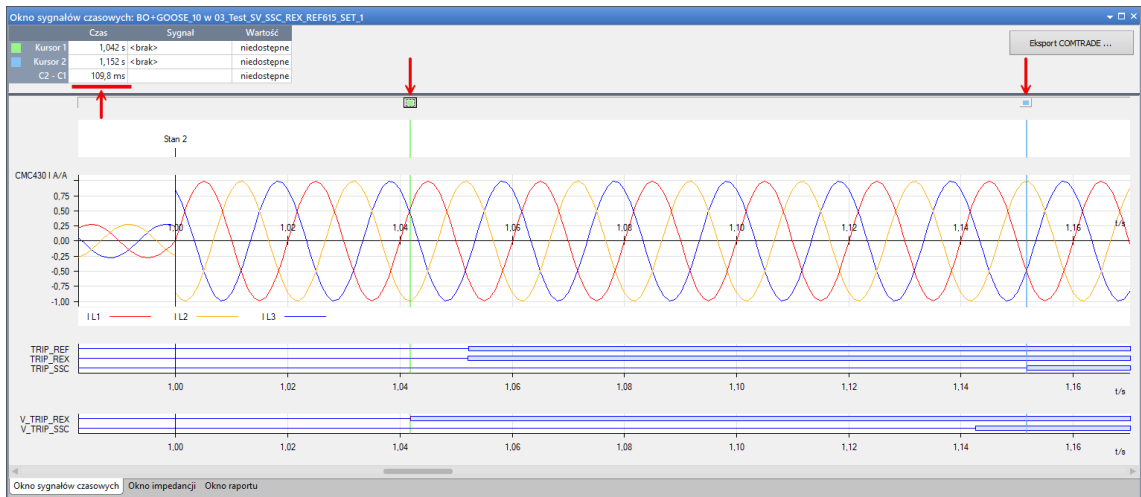 Okno sygnałów czasowych: BO+GOOSE_10 w 03_Test_SV_SSC_REX_REF615_SET_1
Czas Sygnał Wartość
Kursor 1 1,042 s <brak> niedostępne
Kursor 2 1,152 s <brak> niedostępne
C2 - C1 109,8 ms niedostępne
Eksport COMTRADE ...
Stan 2
CMC430 I A/A
0,75
0,50
0,25
0,00
-0,25
-0,50
-0,75
-1,00
1,00 1,02 1,04 1,06 1,08 1,10 1,12 1,14 1,16 t/s
I L1 I L2 I L3
TRIP_REF
TRIP_REX
TRIP_SSC
1,00 1,02 1,04 1,06 1,08 1,10 1,12 1,14 1,16 t/s
V_TRIP_REX
V_TRIP_SSC
1,00 1,02 1,04 1,06 1,08 1,10 1,12 1,14 1,16 t/s
Okno sygnałów czasowych Okno impedancji Okno raportu